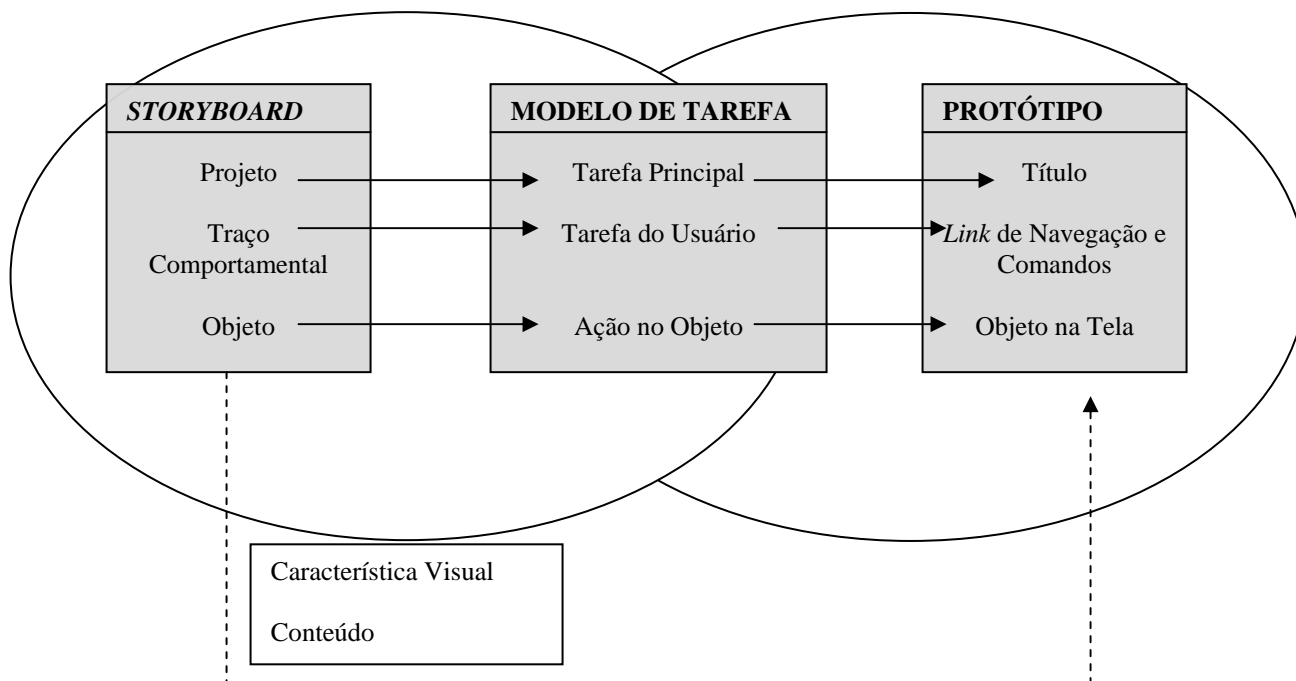 STORYBOARD
Projeto
Traço
Comportamental
Objeto
MODELO DE TAREFA
Tarefa Principal
Tarefa do Usuário
Ação no Objeto
PROTÓTIPO
Título
Link de Navegação e
Comandos
Objeto na Tela
Característica Visual
Conteúdo